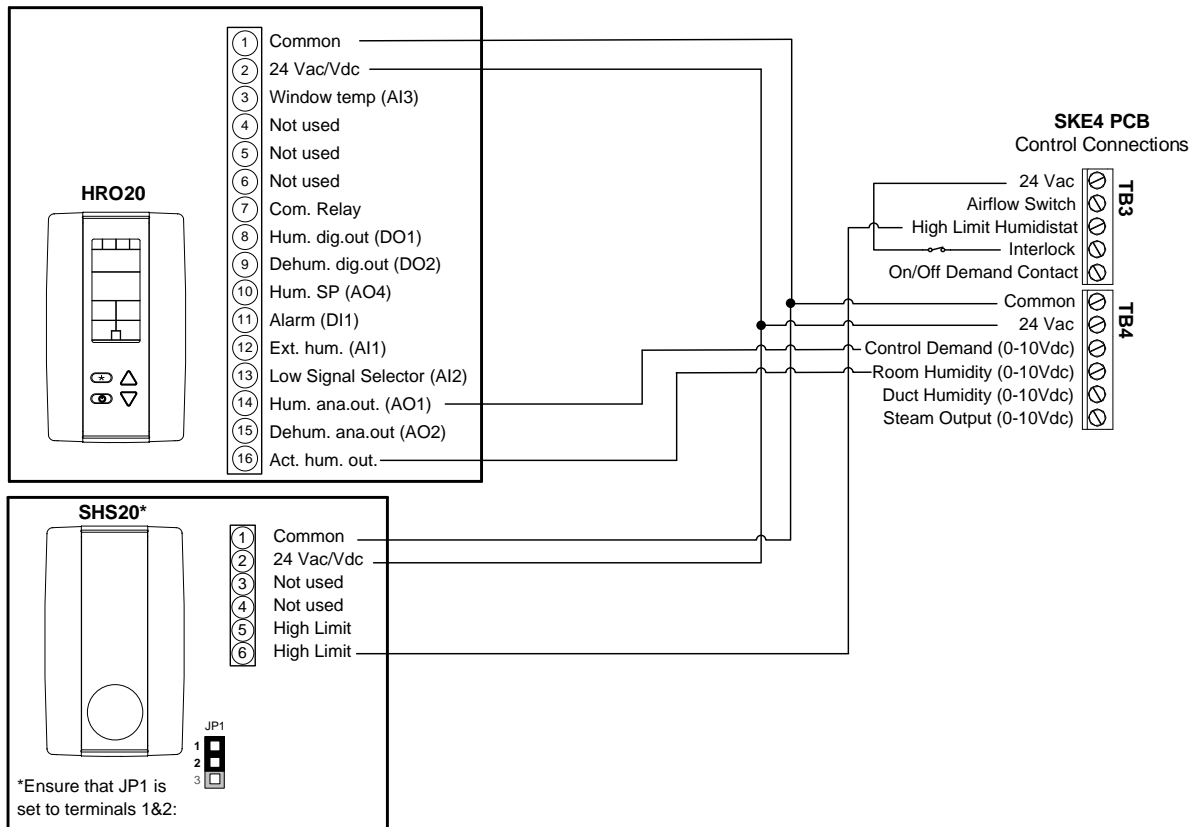 HRO20
1 Common
2 24 Vac/Vdc
3 Window temp (AI3)
4 Not used
5 Not used
6 Not used
7 Com. Relay
8 Hum. dig.out (DO1)
9 Dehum. dig.out (DO2)
10 Hum. SP (AO4)
11 Alarm (DI1)
12 Ext. hum. (AI1)
13 Low Signal Selector (AI2)
14 Hum. ana.out. (AO1)
15 Dehum. ana.out (AO2)
16 Act. hum. out.
SKE4 PCB
Control Connections
TB3
24 Vac
Airflow Switch
High Limit Humidistat
Interlock
On/Off Demand Contact
TB4
Common
24 Vac
Control Demand (0-10Vdc)
Room Humidity (0-10Vdc)
Duct Humidity (0-10Vdc)
Steam Output (0-10Vdc)
SHS20*
1 Common
2 24 Vac/Vdc
3 Not used
4 Not used
5 High Limit
6 High Limit
JP1
1
2
3
*Ensure that JP1 is
set to terminals 1&2: